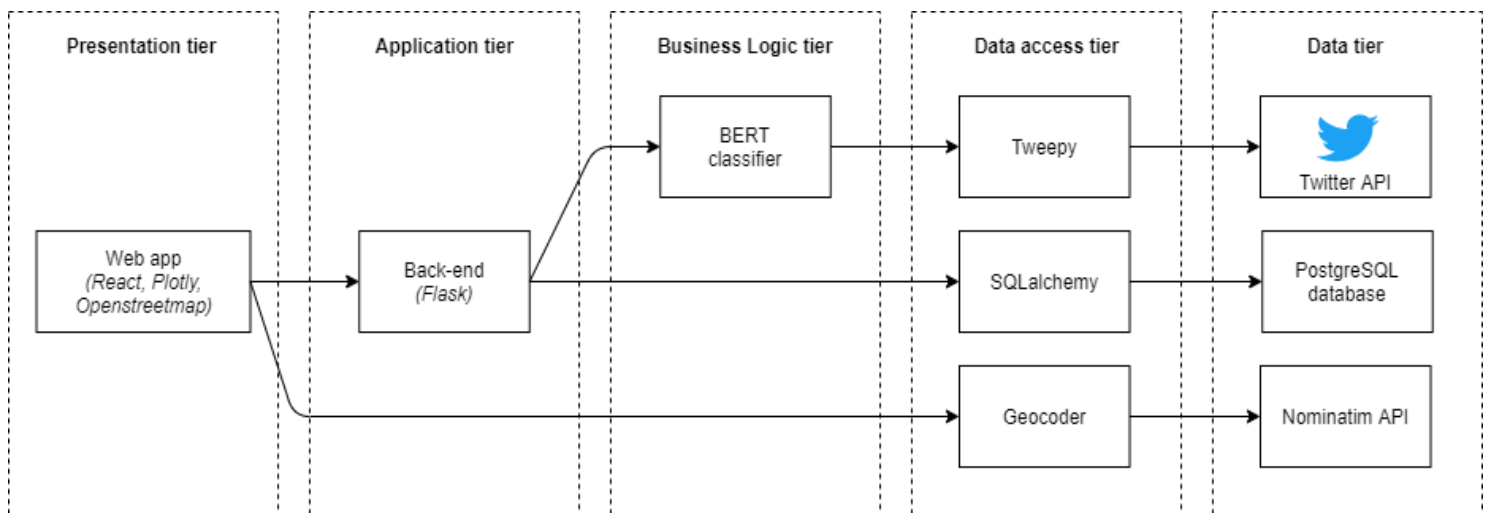 Presentation tier
Application tier
Business Logic tier
Data access tier
Data tier
BERT
classifier
Tweepy
Twitter API
Web app
(React, Plotly,
Openstreetmap)
Back-end
(Flask)
SQLalchemy
PostgreSQL
database
Geocoder
Nominatim API